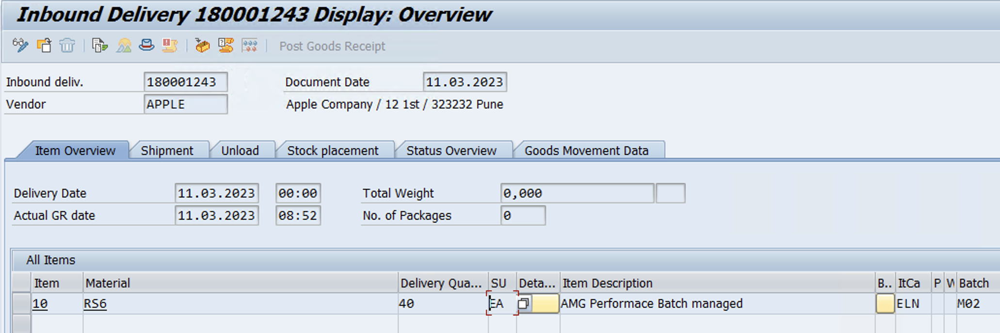 Inbound Delivery 180001243 Display: Overview
Post Goods Receipt
Inbound deliv. 180001243 Document Date 11.03.2023
Vendor APPLE Apple Company / 12 1st / 323232 Pune
Item Overview Shipment Unload Stock placement Status Overview Goods Movement Data
Delivery Date 11.03.2023 00:00 Total Weight 0,000
Actual GR date 11.03.2023 08:52 No. of Packages 0
All Items
Item Material Delivery Qua... SU Deta... Item Description B.. ItCa P W Batch
10 RS6 40 EA AMG Performace Batch managed ELN M02